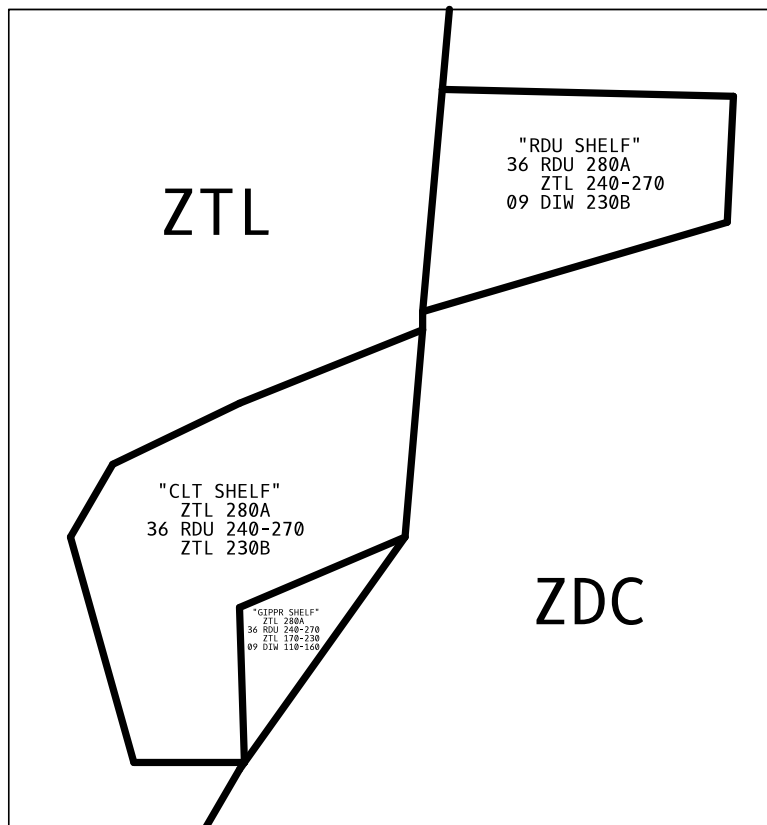 "RDU SHELF"
36 RDU 280A
ZTL 240-270
09 DIW 230B
ZTL
"CLT SHELF"
ZTL 280A
36 RDU 240-270
ZTL 230B
ZDC
"GIPPR SHELF"
ZTL 280A
36 RDU 240-270
ZTL 170-230
09 DIW 110-160